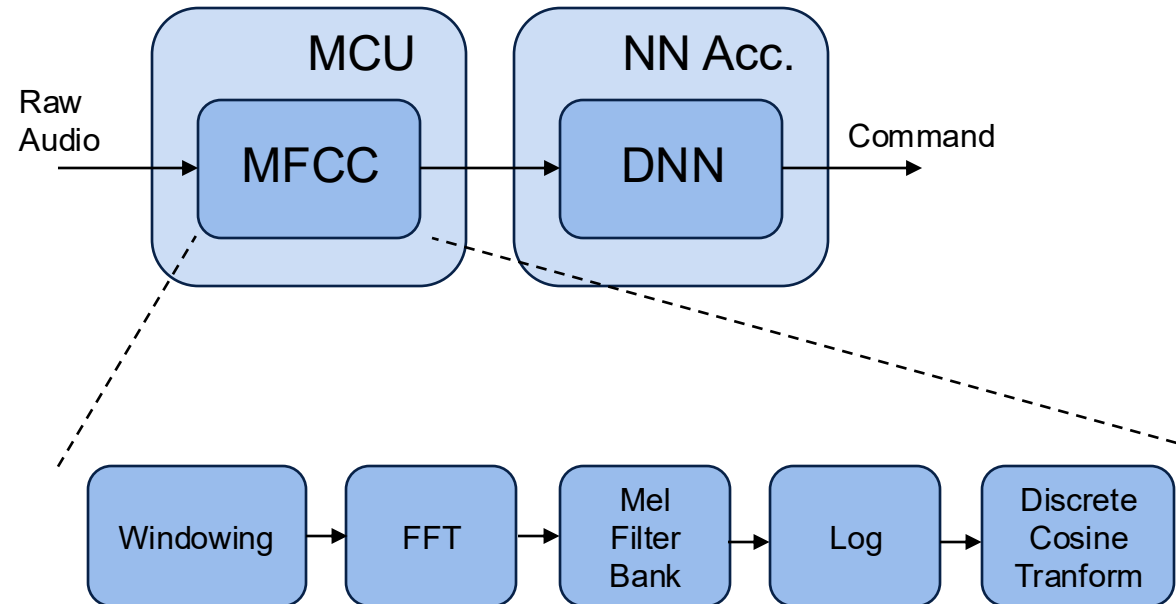 MCU
NN Acc.
Raw
Audio
MFCC
DNN
Command
Windowing
FFT
Mel
Filter
Bank
Log
Discrete
Cosine
Tranform